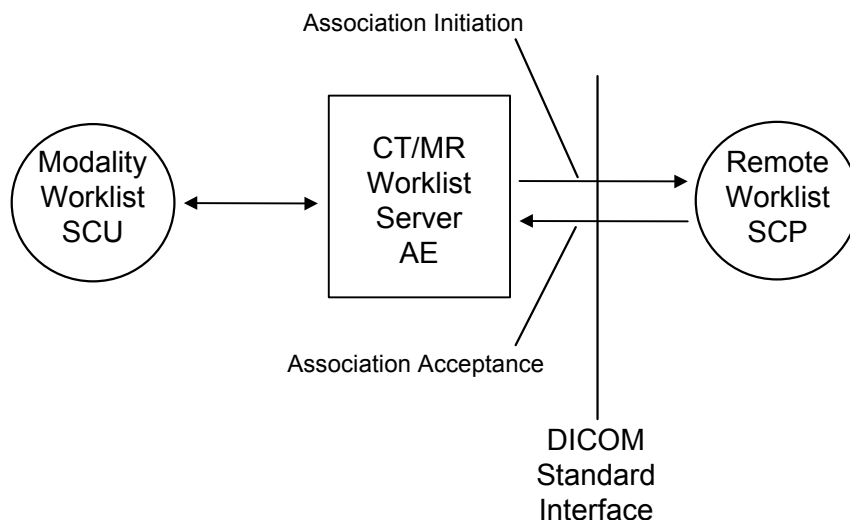 Association Initiation
Modality
Worklist
SCU
CT/MR
Worklist
Server
AE
Remote
Worklist
SCP
Association Acceptance
DICOM
Standard
Interface